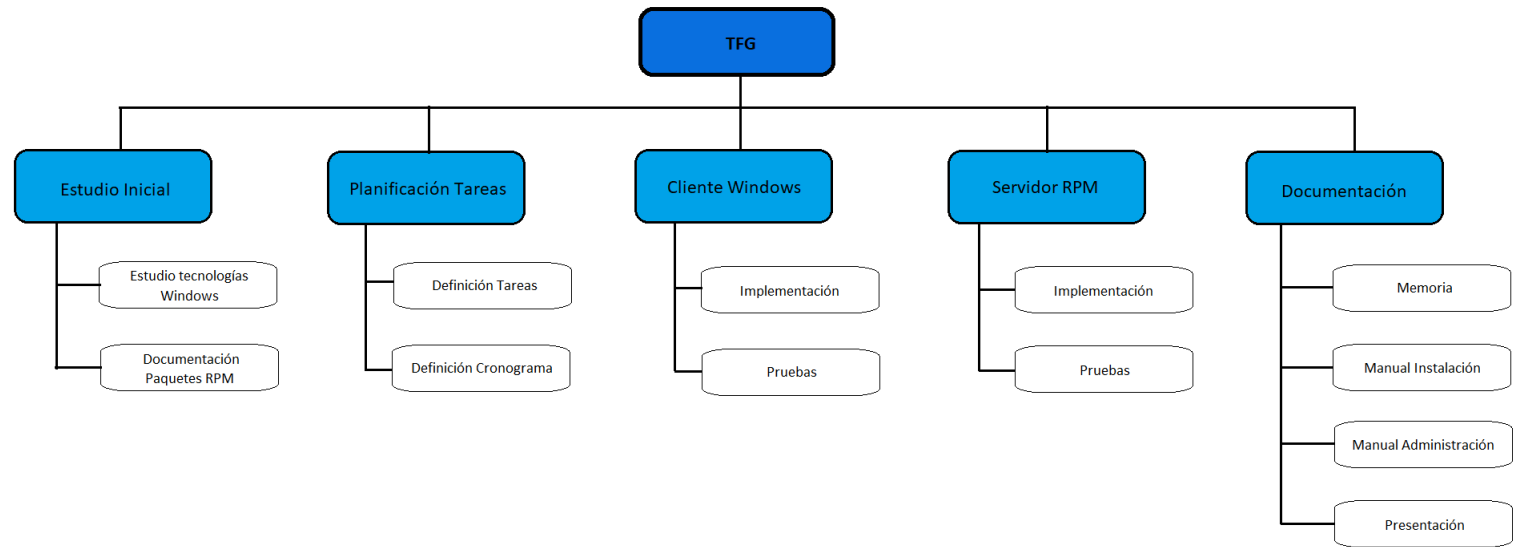 TFG
Estudio Inicial
Estudio tecnologías
Windows
Documentación
Paquetes RPM
Planificación Tareas
Definición Tareas
Definición Cronograma
Cliente Windows
Implementación
Pruebas
Servidor RPM
Implementación
Pruebas
Documentación
Memoria
Manual Instalación
Manual Administración
Presentación